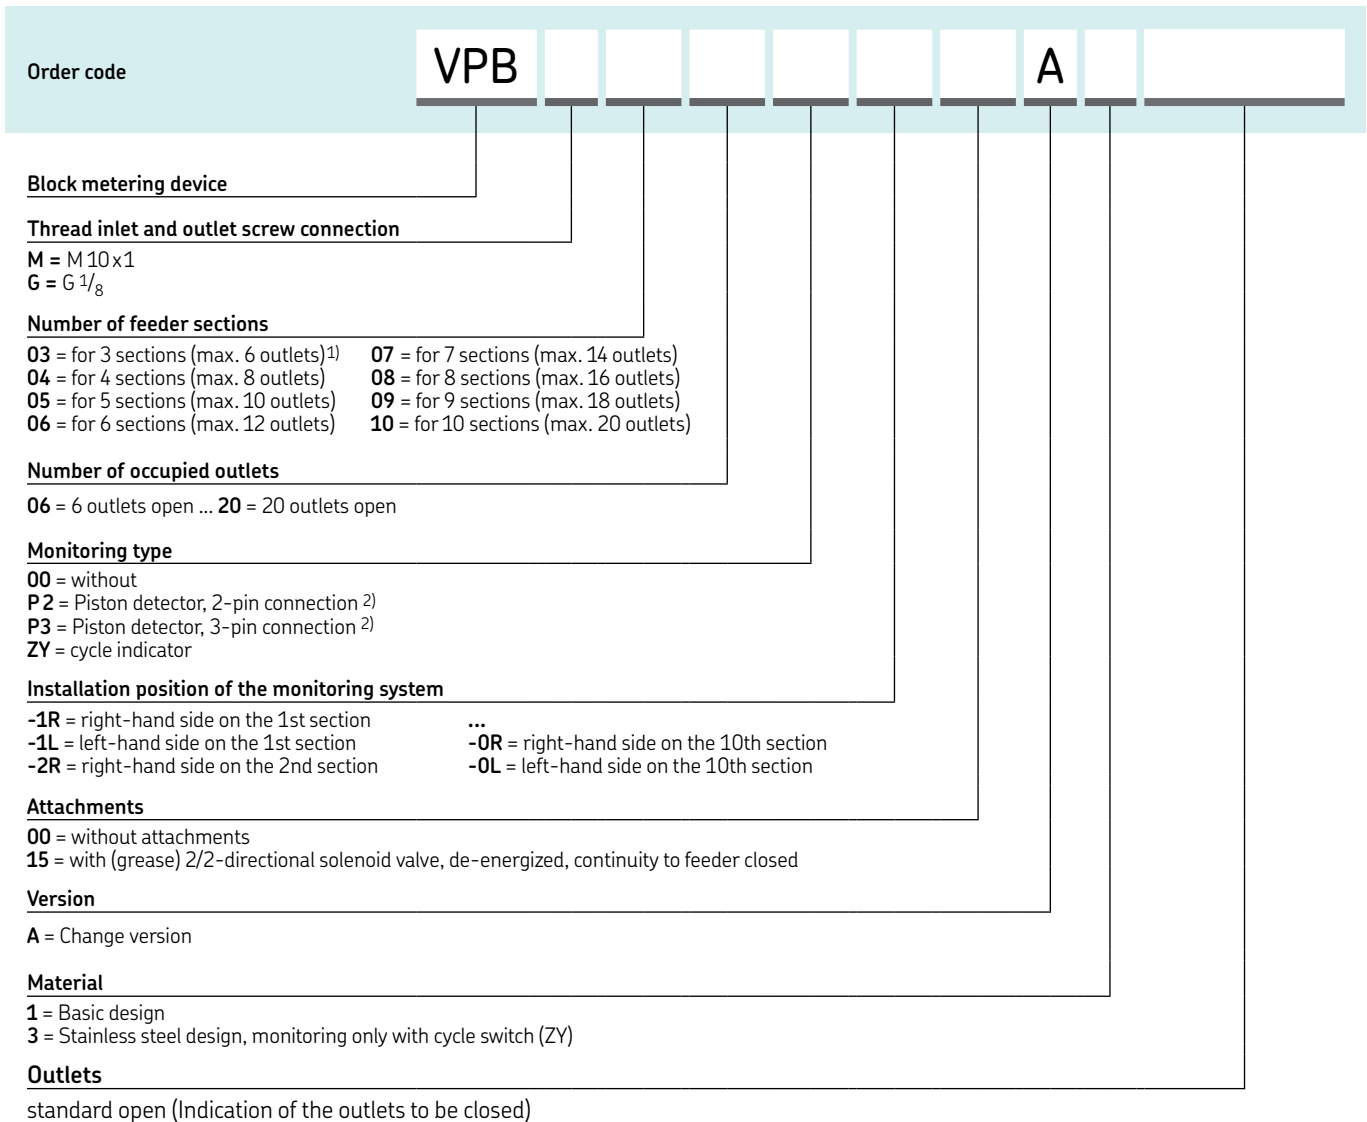 Order code VPB A
Block metering device
Thread inlet and outlet screw connection
M = M 10x1
G = G 1/8
Number of feeder sections
03 = for 3 sections (max. 6 outlets)1) 07 = for 7 sections (max. 14 outlets)
04 = for 4 sections (max. 8 outlets) 08 = for 8 sections (max. 16 outlets)
05 = for 5 sections (max. 10 outlets) 09 = for 9 sections (max. 18 outlets)
06 = for 6 sections (max. 12 outlets) 10 = for 10 sections (max. 20 outlets)
Number of occupied outlets
06 = 6 outlets open ... 20 = 20 outlets open
Monitoring type
00 = without
P2 = Piston detector, 2-pin connection 2)
P3 = Piston detector, 3-pin connection 2)
ZY = cycle indicator
Installation position of the monitoring system
-1R = right-hand side on the 1st section ...
-1L = left-hand side on the 1st section -0R = right-hand side on the 10th section
-2R = right-hand side on the 2nd section -0L = left-hand side on the 10th section
Attachments
00 = without attachments
15 = with (grease) 2/2-directional solenoid valve, de-energized, continuity to feeder closed
Version
A = Change version
Material
1 = Basic design
3 = Stainless steel design, monitoring only with cycle switch (ZY)
Outlets
standard open (Indication of the outlets to be closed)